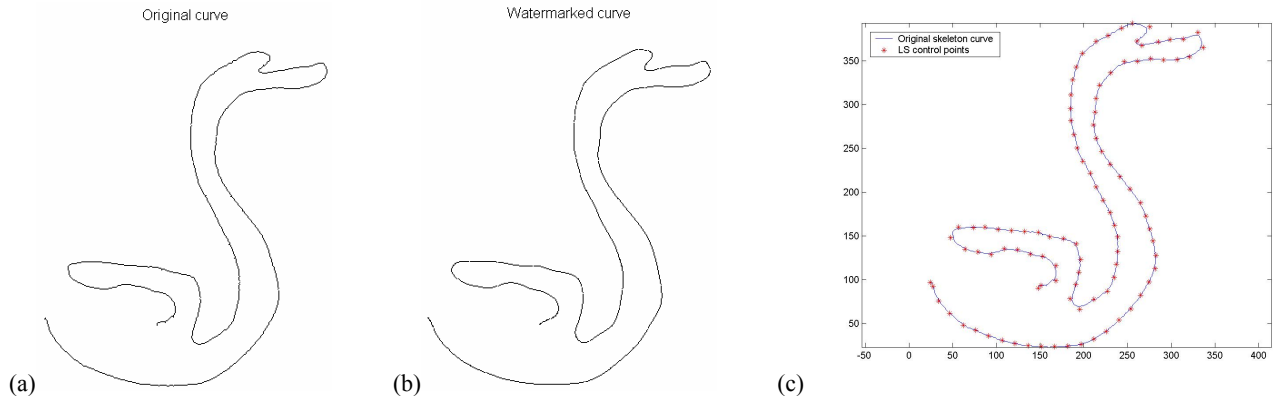 Original curve
(a)
Watermarked curve
(b)
Original skeleton curve
LS control points
350
300
250
200
150
100
50
-50 0 50 100 150 200 250 300 350 400
(c)